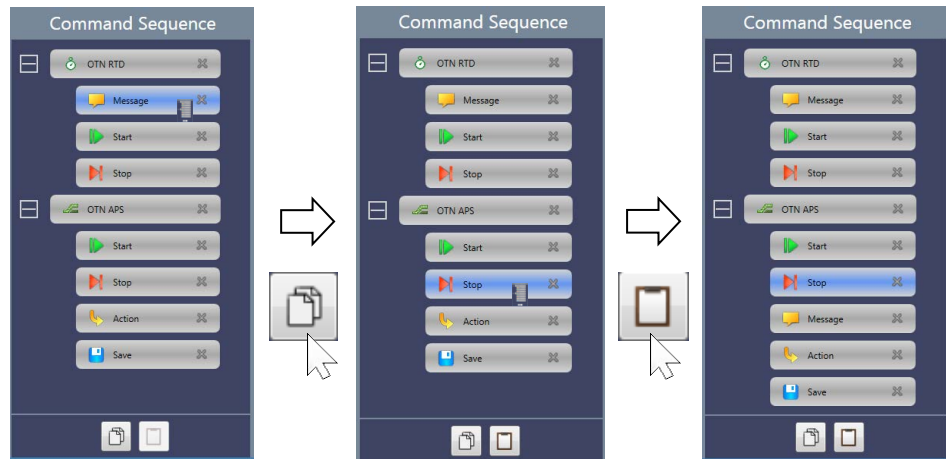 Command Sequence
OTN RTD
Message
Start
Stop
OTN APS
Start
Stop
Action
Save
Command Sequence
OTN RTD
Message
Start
Stop
OTN APS
Start
Stop
Action
Save
Command Sequence
OTN RTD
Message
Start
Stop
OTN APS
Start
Stop
Message
Action
Save